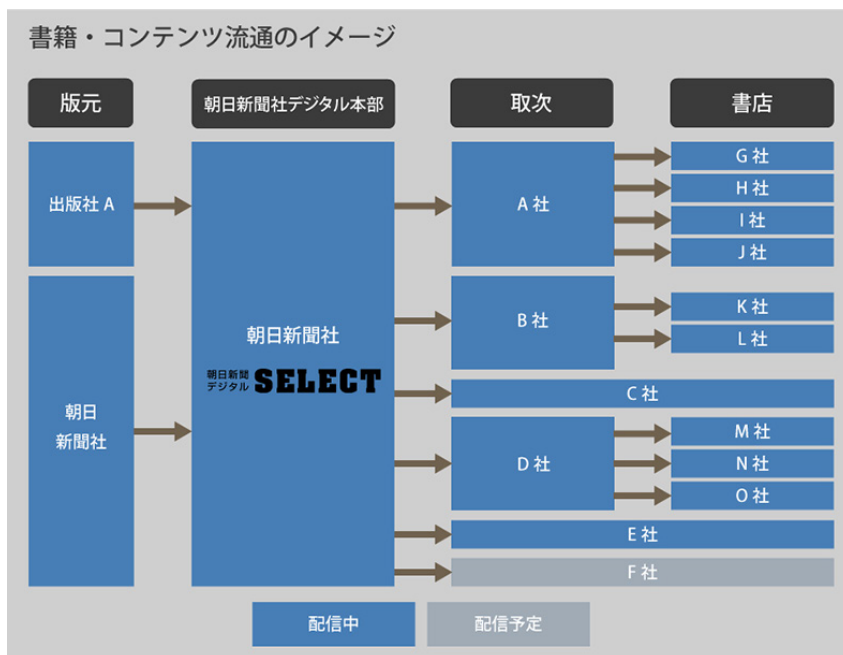 書籍・コンテンツ流通のイメージ
版元
朝日新聞社デジタル本部
取次
書店
出版社 A
朝日
新聞社
朝日新聞社
朝日新聞
デジタル
SELECT
A 社
G 社
H 社
I 社
J 社
B 社
K 社
L 社
C 社
D 社
M 社
N 社
O 社
E 社
F 社
配信中
配信予定